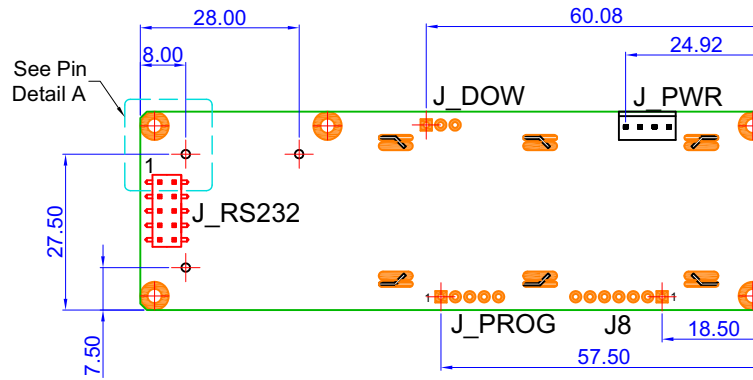 28.00
60.08
8.00
24.92
See Pin
Detail A
J_DOW
J_PWR
1
J_RS232
27.50
1
J_PROG
J8
1
18.50
7.50
57.50